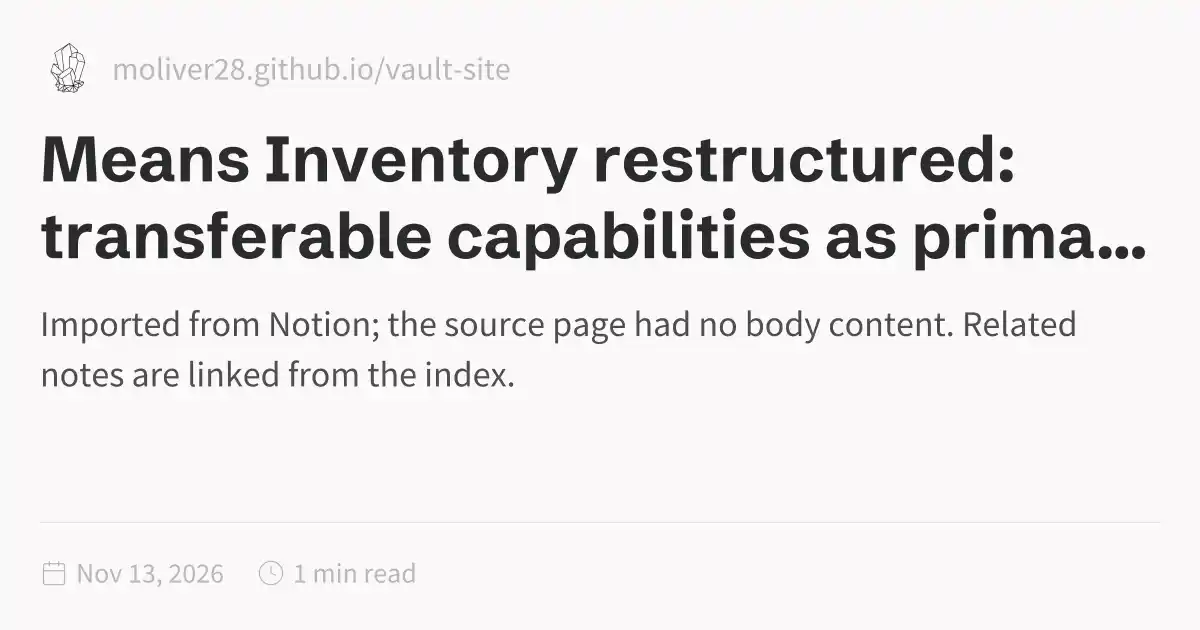 moliver28.github.io/vault-site
Means Inventory restructured:
transferable capabilities as prima...
Imported from Notion; the source page had no body content. Related
notes are linked from the index.
Nov 13, 2026 1 min read